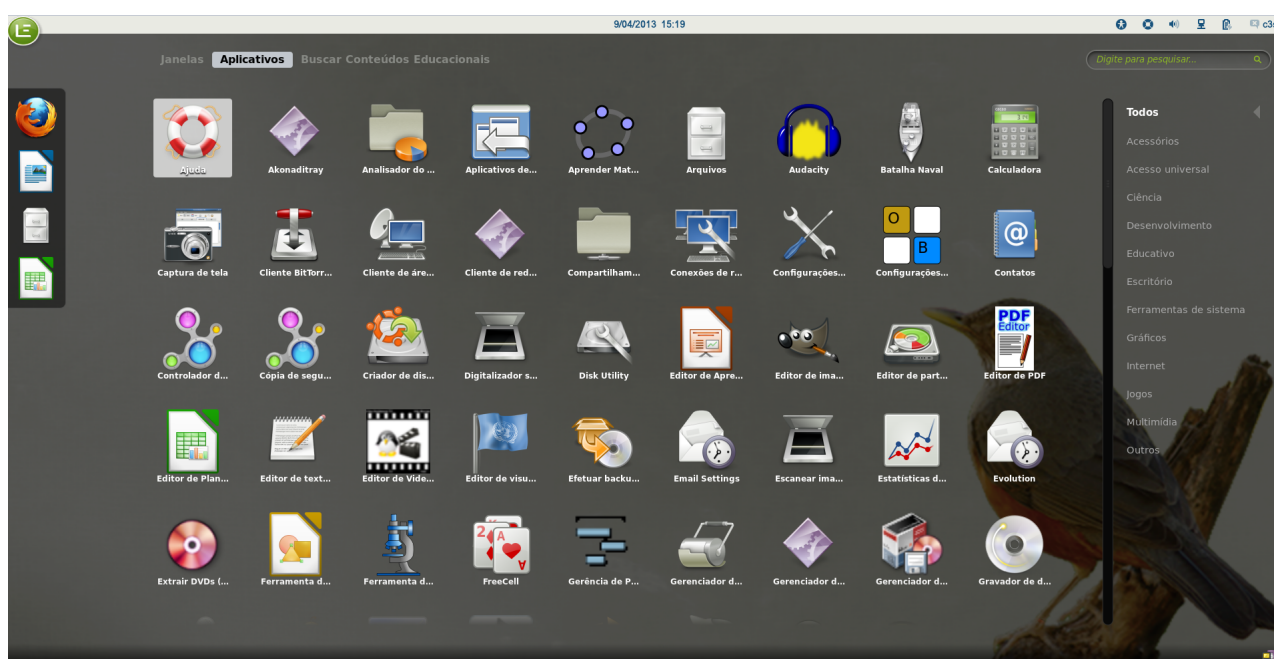 LE
9/04/2013 15:19
c3s
Janelas Aplicativos Buscar Conteúdos Educacionais
Digite para pesquisar...
Ajuda Akonaditray Analisador do ... Aplicativos de... Aprender Mat... Arquivos Audacity Batalha Naval Calculadora
Captura de tela Cliente BitTorr... Cliente de áre... Cliente de red... Compartilham... Conexões de r... Configurações... Configurações... Contatos
O
B
@
Controlador d... Cópia de segu... Criador de dis... Digitalizador s... Disk Utility Editor de Apre... Editor de ima... Editor de part... Editor de PDF
PDF
Editor
Editor de Plan... Editor de text... Editor de Víde... Editor de visu... Efetuar backu... Email Settings Escanear ima... Estatísticas d... Evolution
Extrair DVDs (... Ferramenta d... Ferramenta d... FreeCell Gerência de P... Gerenciador d... Gerenciador d... Gerenciador d... Gravador de d...
2
A
Todos
Acessórios
Acesso universal
Ciência
Desenvolvimento
Educativo
Escritório
Ferramentas de sistema
Gráficos
Internet
Jogos
Multimídia
Outros